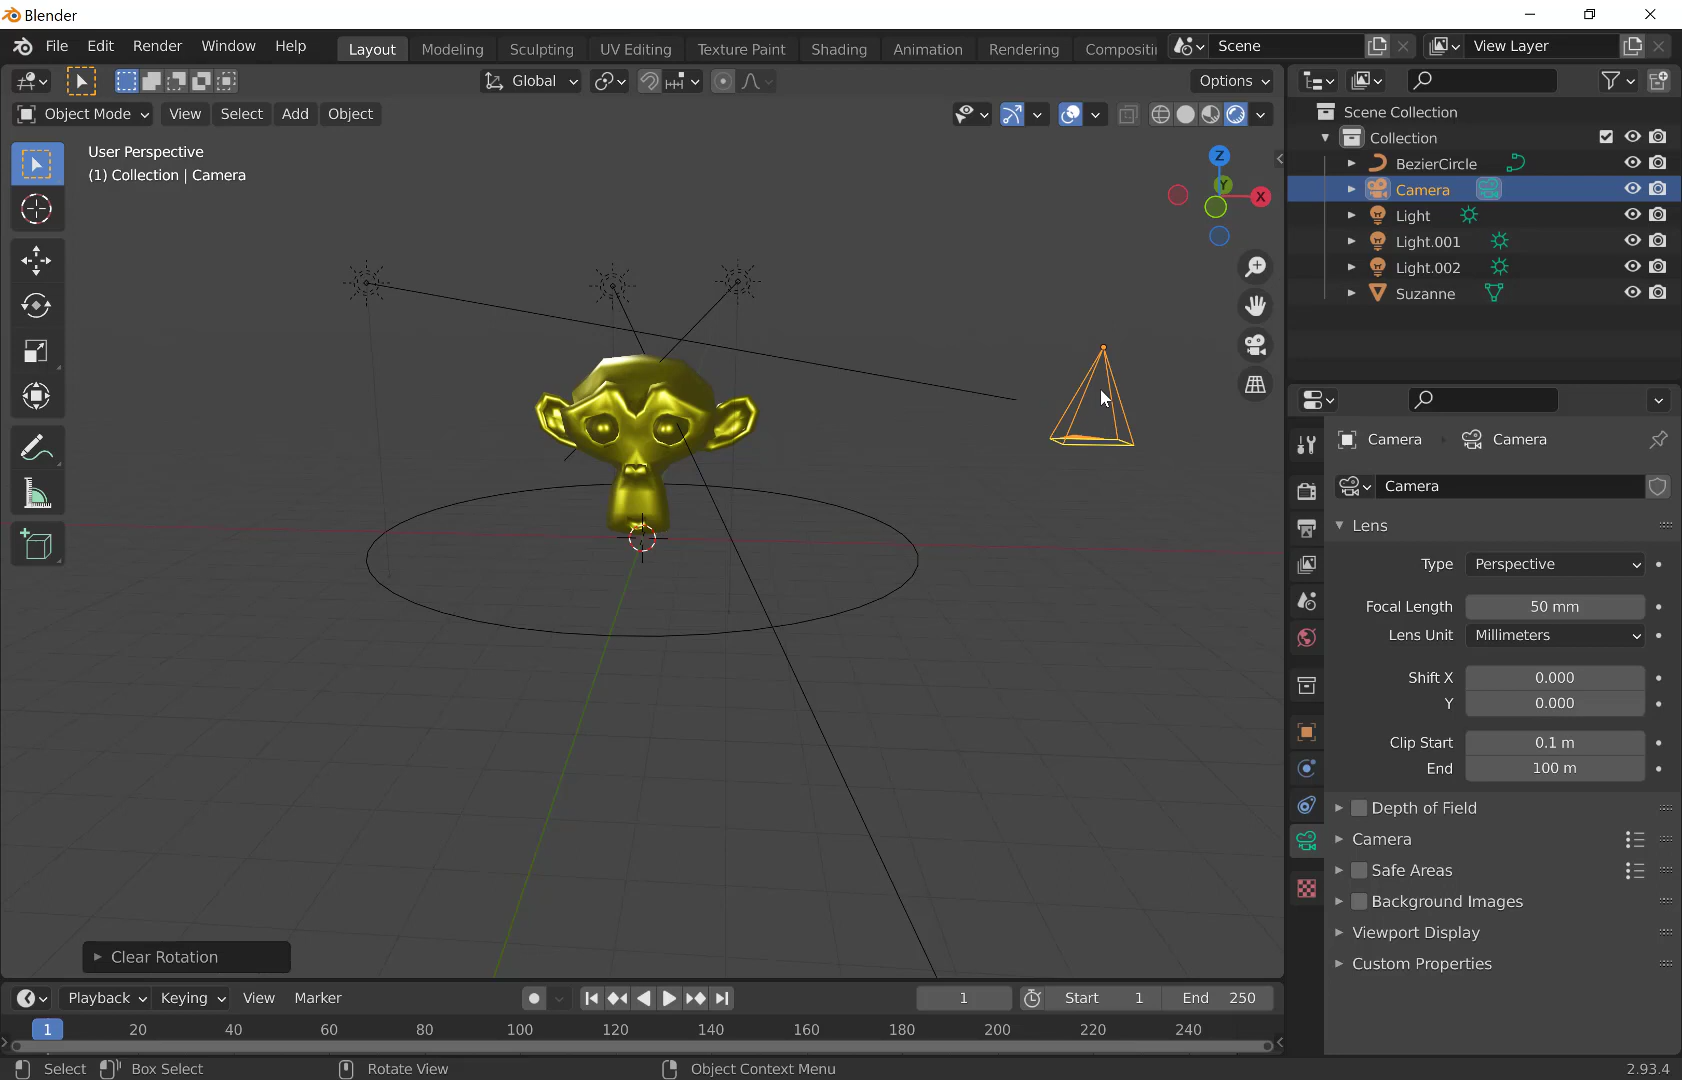 Blender
File Edit Render Window Help Layout Modeling Sculpting UV Editing Texture Paint Shading Animation Rendering Compositi Scene View Layer
Global Options
Object Mode View Select Add Object
User Perspective
(1) Collection | Camera
Z
Y
X
Scene Collection
Collection
BezierCircle
Camera
Light
Light.001
Light.002
Suzanne
Camera Camera
Camera
Lens
Type Perspective
Focal Length 50 mm
Lens Unit Millimeters
Shift X 0.000
Y 0.000
Clip Start 0.1 m
End 100 m
Depth of Field
Camera
Safe Areas
Background Images
Viewport Display
Custom Properties
Clear Rotation
Playback Keying View Marker 1 Start 1 End 250
1 20 40 60 80 100 120 140 160 180 200 220 240
Select Box Select Rotate View Object Context Menu 2.93.4